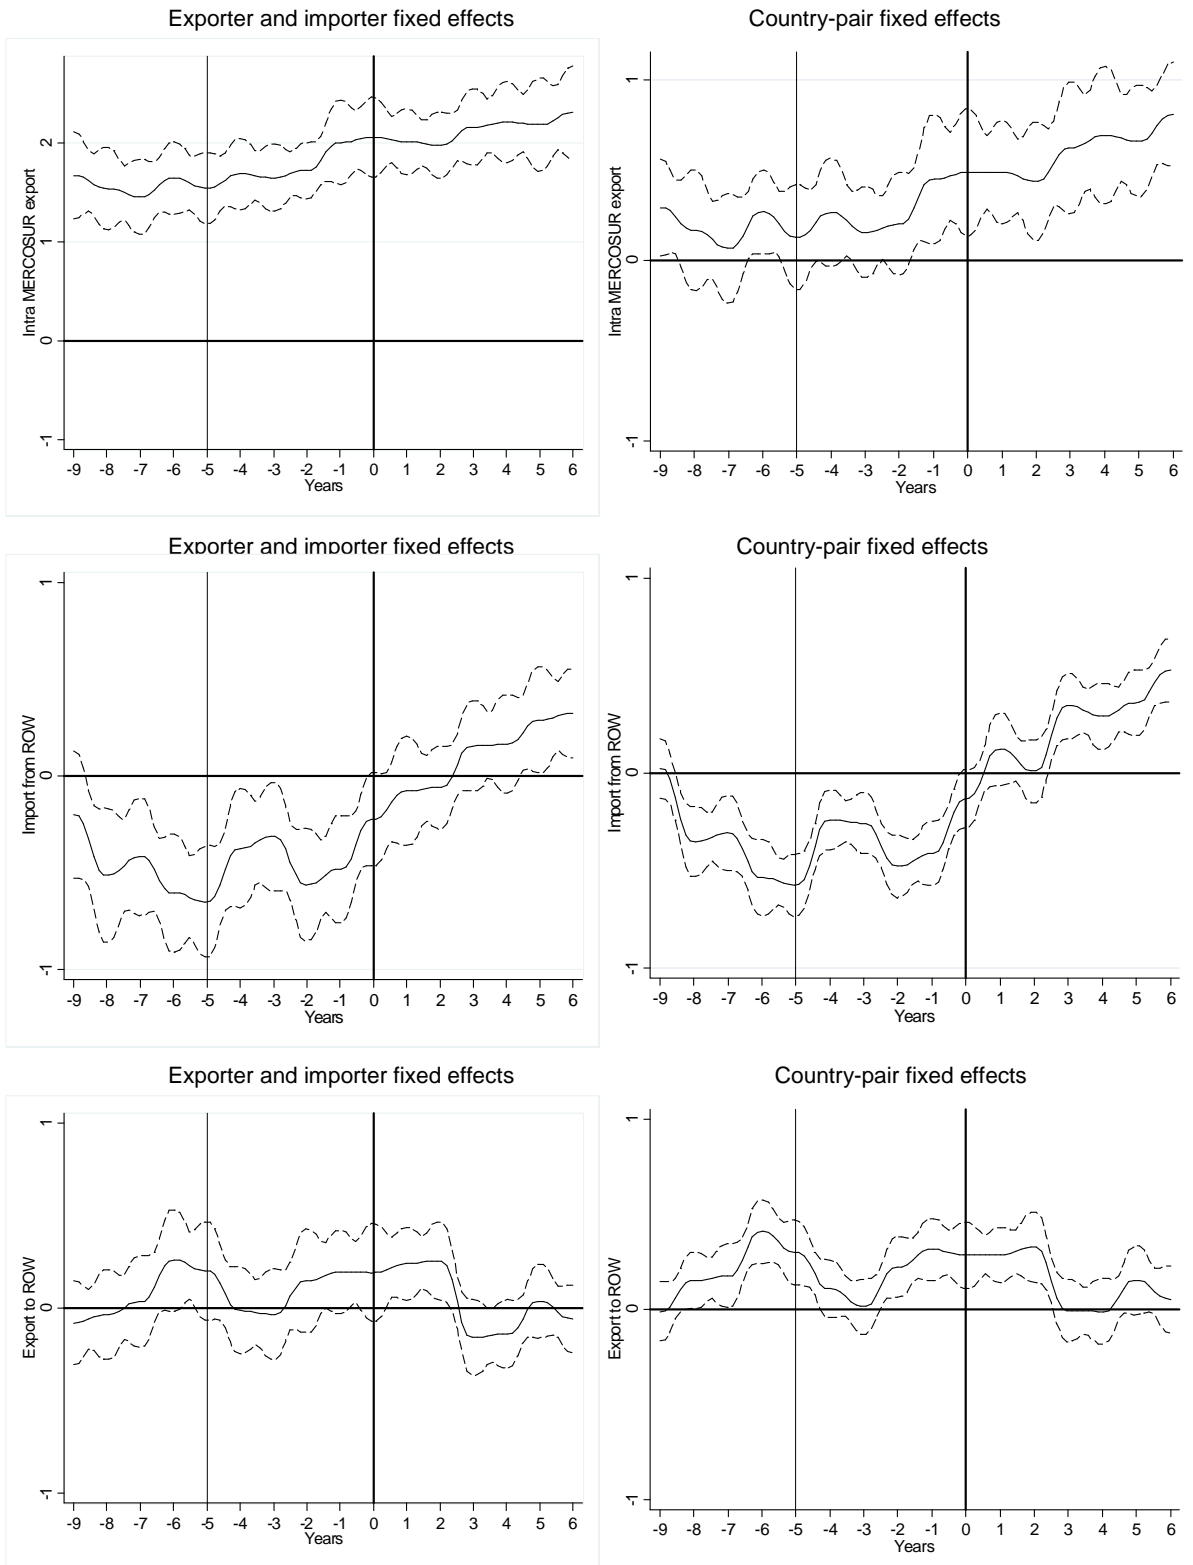 Exporter and importer fixed effects
Country-pair fixed effects
Intra MERCOSUR export
2
1
0
-1
-9 -8 -7 -6 -5 -4 -3 -2 -1 0 1 2 3 4 5 6
Years
Intra MERCOSUR export
1
0
-1
-9 -8 -7 -6 -5 -4 -3 -2 -1 0 1 2 3 4 5 6
Years
Exporter and importer fixed effects
Country-pair fixed effects
Import from ROW
1
0
-1
-9 -8 -7 -6 -5 -4 -3 -2 -1 0 1 2 3 4 5 6
Years
Import from ROW
1
0
-1
-9 -8 -7 -6 -5 -4 -3 -2 -1 0 1 2 3 4 5 6
Years
Exporter and importer fixed effects
Country-pair fixed effects
Export to ROW
1
0
-1
-9 -8 -7 -6 -5 -4 -3 -2 -1 0 1 2 3 4 5 6
Years
Export to ROW
1
0
-1
-9 -8 -7 -6 -5 -4 -3 -2 -1 0 1 2 3 4 5 6
Years